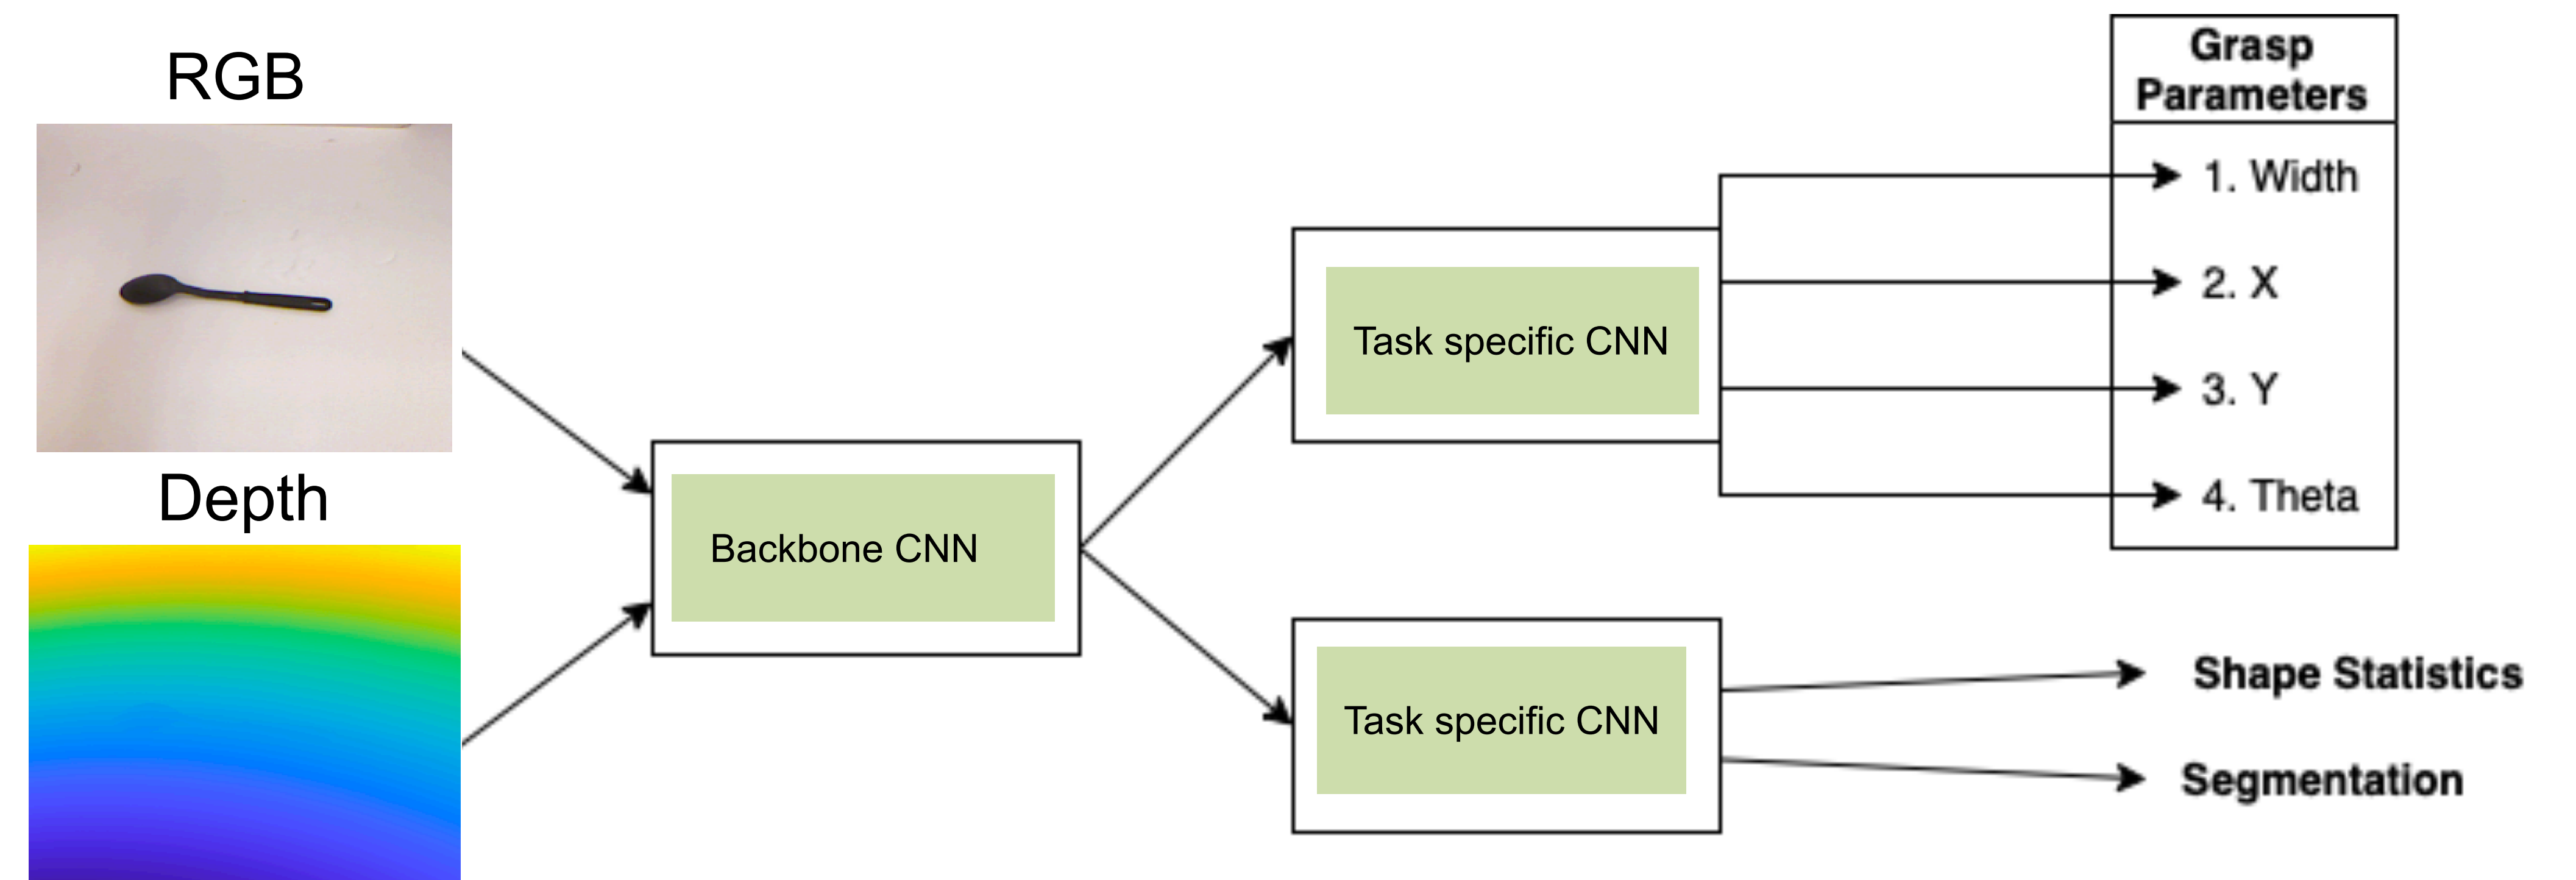 RGB
Depth
Backbone CNN
Task specific CNN
Task specific CNN
Grasp
Parameters
1. Width
2. X
3. Y
4. Theta
Shape Statistics
Segmentation